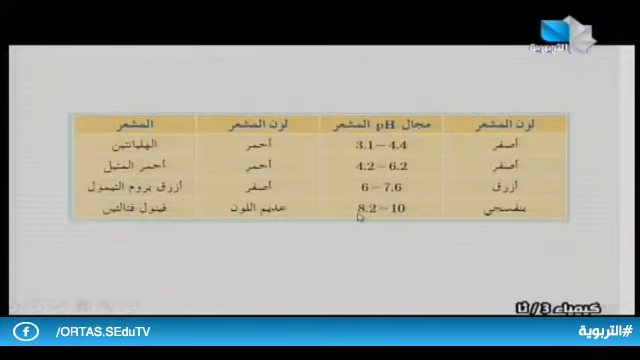 التربوية
المشعر لون المشعر مجال pH المشعر لون المشعر
الهليانتين أحمر 3.1-4.4 أصفر
أحمر المتيل أحمر 4.2-6.2 أصفر
أزرق بروم التيمول أصفر 6-7.6 أزرق
فينول فتالئين عديم اللون 8.2-10 بنفسجي
كيمياء 3/ ثا
/ORTAS.SEduTV
#التربوية